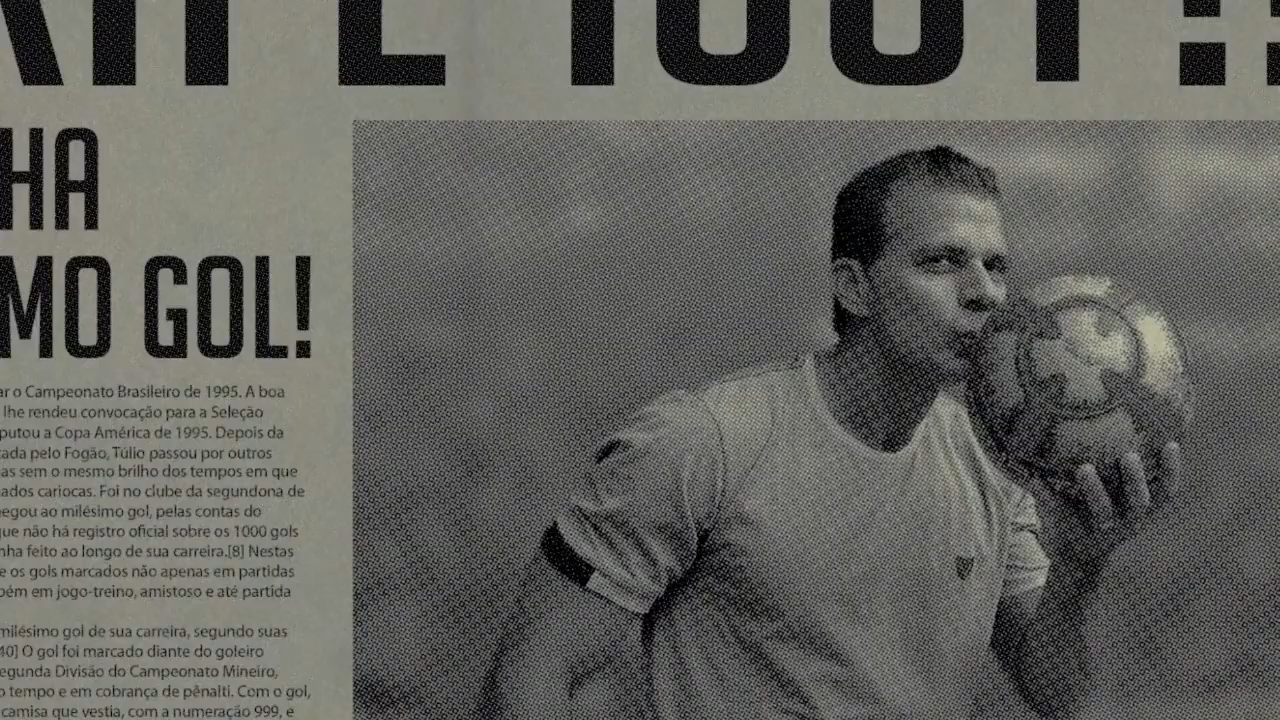 HA
MO GOL!
ar o Campeonato Brasileiro de 1995. A boa
lhe rendeu convocação para a Seleção
putou a Copa América de 1995. Depois da
cada pelo Fogão, Túlio passou por outros
as sem o mesmo brilho dos tempos em que
ados cariocas. Foi no clube da segundona de
hegou ao milésimo gol, pelas contas do
que não há registro oficial sobre os 1000 gols
nha feito ao longo de sua carreira.[8] Nestas
e os gols marcados não apenas em partidas
bém em jogo-treino, amistoso e até partida
milésimo gol de sua carreira, segundo suas
40] O gol foi marcado diante do goleiro
egunda Divisão do Campeonato Mineiro,
o tempo e em cobrança de pênalti. Com o gol,
camisa que vestia, com a numeração 999, e